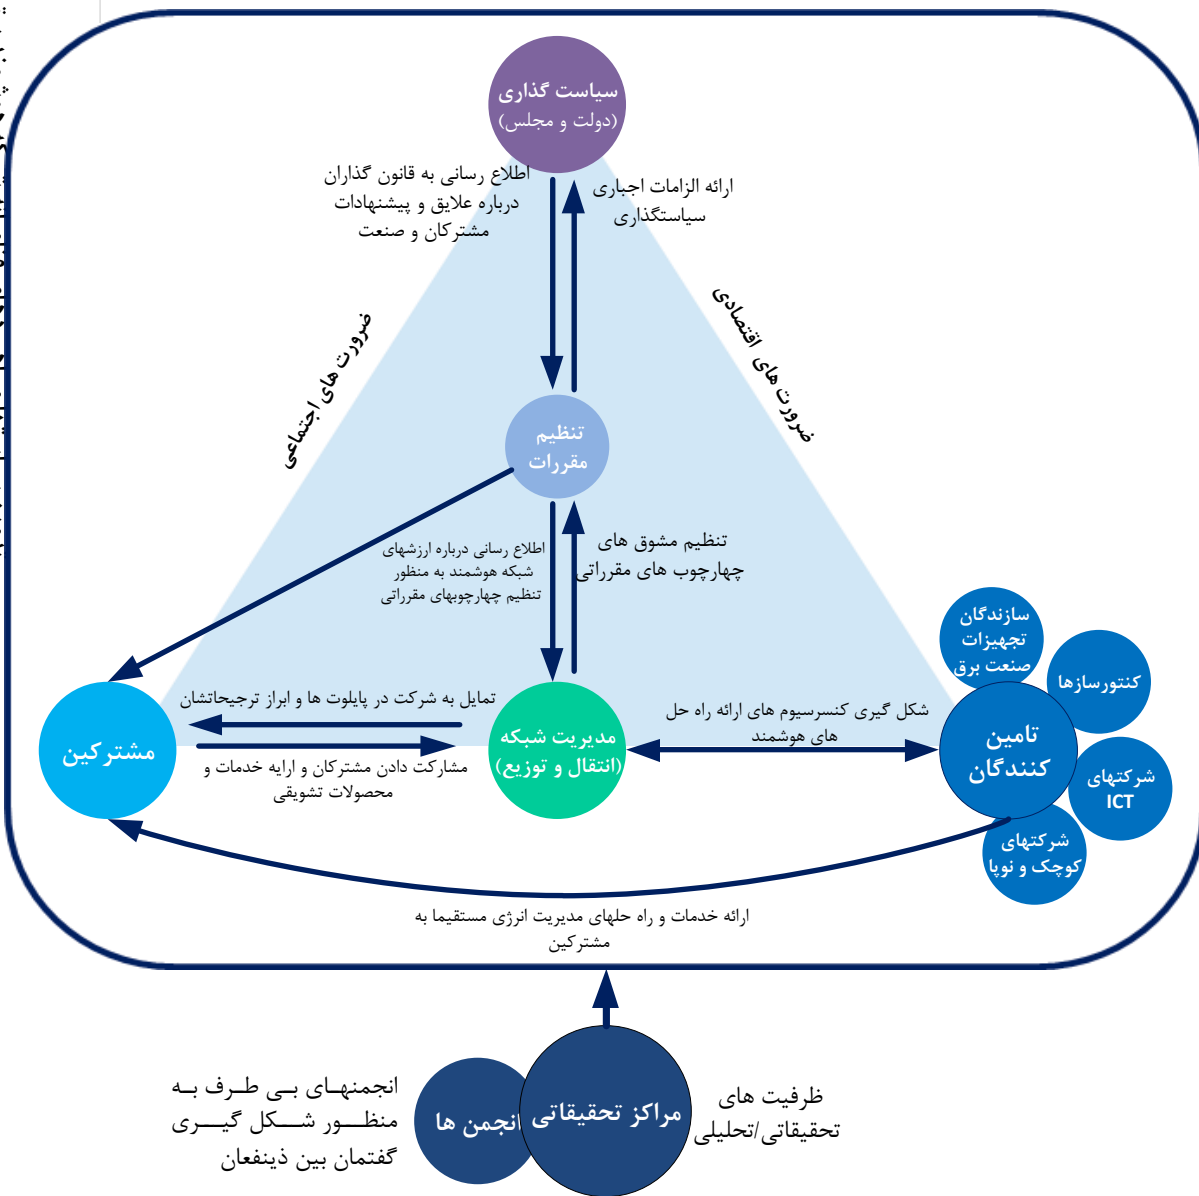 سیاست گذاری
(دولت و مجلس)
ارائه الزامات اجباری
سیاستگذاری
اطلاع رسانی به قانون گذاران
درباره علایق و پیشنهادات
مشترکان و صنعت
ضرورت های اقتصادی
ضرورت های اجتماعی
تنظیم
مقررات
تنظیم مشوق های
چهارچوب های مقرراتی
اطلاع رسانی درباره ارزشهای
شبکه هوشمند به منظور
تنظیم چهارچوبهای مقرراتی
سازندگان
تجهیزات
صنعت برق
کنتورسازها
تامین
کنندگان
شرکتهای
ICT
شرکتهای
کوچک و نوپا
شکل گیری کنسرسیوم های ارائه راه حل
های هوشمند
مدیریت شبکه
(انتقال و توزیع)
تمایل به شرکت در پایلوت ها و ابراز ترجیحاتشان
مشارکت دادن مشترکان و ارایه خدمات و
محصولات تشویقی
مشترکین
ارائه خدمات و راه حلهای مدیریت انرژی مستقیما به
مشترکین
ظرفیت های
تحقیقاتی/تحلیلی
مراکز تحقیقاتی
انجمن ها
انجمنهای بی طرف به
منظور شکل گیری
گفتمان بین ذینفعان